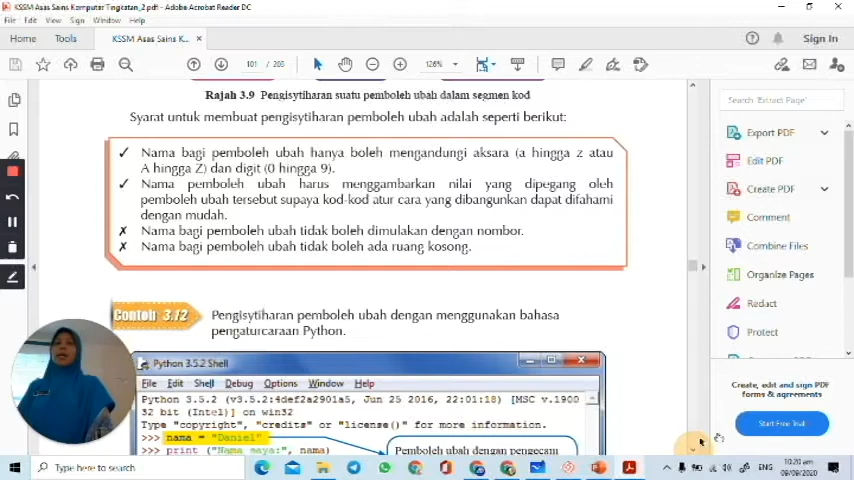 KSSM Asas Sains Komputer Tingkatan_2.pdf - Adobe Acrobat Reader DC
File Edit View Sign Window Help
Home Tools KSSM Asas Sains K... × Sign In
101 / 203 126%
Rajah 3.9 Pengisytiharan suatu pemboleh ubah dalam segmen kod
Syarat untuk membuat pengisytiharan pemboleh ubah adalah seperti berikut:
✓ Nama bagi pemboleh ubah hanya boleh mengandungi aksara (a hingga z atau
A hingga Z) dan digit (0 hingga 9).
✓ Nama pemboleh ubah harus menggambarkan nilai yang dipegang oleh
pemboleh ubah tersebut supaya kod-kod atur cara yang dibangunkan dapat difahami
dengan mudah.
✗ Nama bagi pemboleh ubah tidak boleh dimulakan dengan nombor.
✗ Nama bagi pemboleh ubah tidak boleh ada ruang kosong.
Contoh 3.12 Pengisytiharan pemboleh ubah dengan menggunakan bahasa
pengaturcaraan Python.
Python 3.5.2 Shell
File Edit Shell Debug Options Window Help
Python 3.5.2 (v3.5.2:4def2a2901a5, Jun 25 2016, 22:01:18) [MSC v.1900
32 bit (Intel)] on win32
Type "copyright", "credits" or "license()" for more information.
>>> nama = "Daniel"
>>> print ("Nama saya:", nama)
Pemboleh ubah dengan pengecam
Search 'Extract Page'
Export PDF
Edit PDF
Create PDF
Comment
Combine Files
Organize Pages
Redact
Protect
Create, edit and sign PDF
forms & agreements
Start Free Trial
Type here to search
ENG
10:20 am
09/09/2020